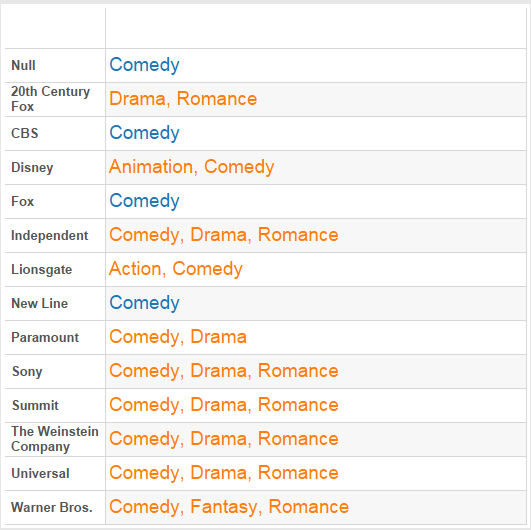 Null Comedy
20th Century
Fox Drama, Romance
CBS Comedy
Disney Animation, Comedy
Fox Comedy
Independent Comedy, Drama, Romance
Lionsgate Action, Comedy
New Line Comedy
Paramount Comedy, Drama
Sony Comedy, Drama, Romance
Summit Comedy, Drama, Romance
The Weinstein
Company Comedy, Drama, Romance
Universal Comedy, Drama, Romance
Warner Bros. Comedy, Fantasy, Romance